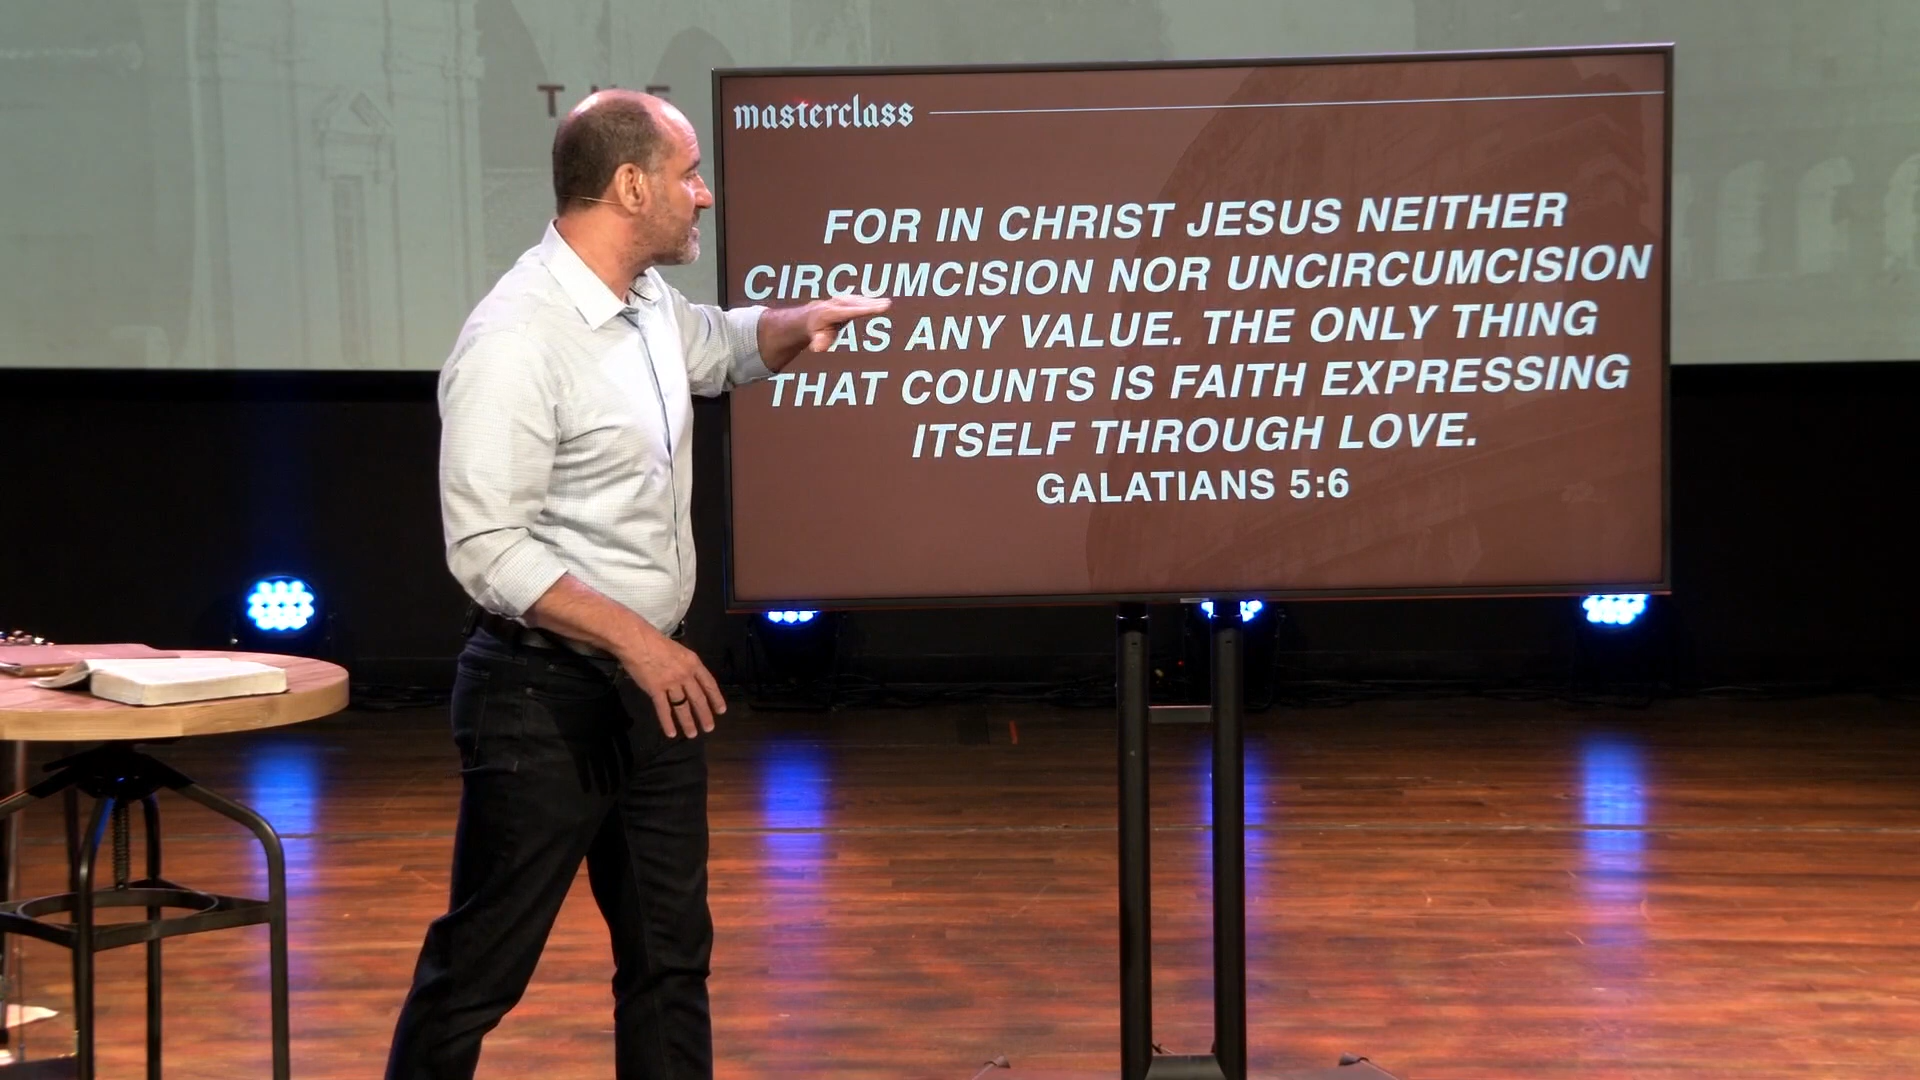 THE
masterclass
FOR IN CHRIST JESUS NEITHER
CIRCUMCISION NOR UNCIRCUMCISION
AS ANY VALUE. THE ONLY THING
THAT COUNTS IS FAITH EXPRESSING
ITSELF THROUGH LOVE.
GALATIANS 5:6